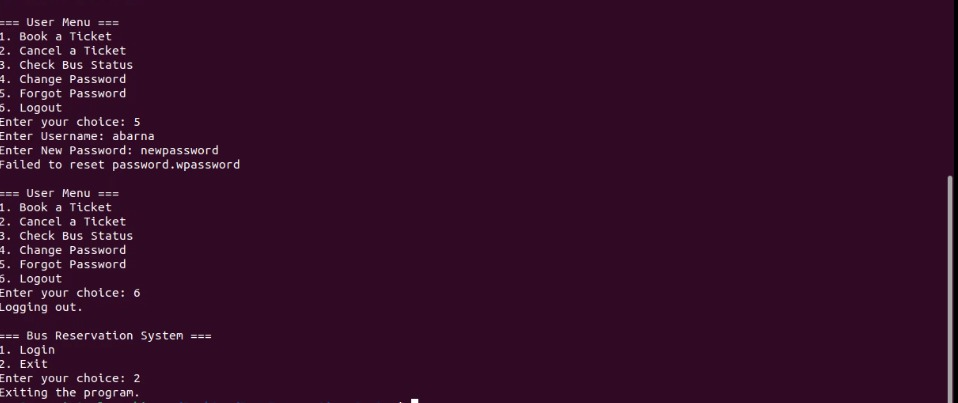 === User Menu ===
1. Book a Ticket
2. Cancel a Ticket
3. Check Bus Status
4. Change Password
5. Forgot Password
6. Logout
Enter your choice: 5
Enter Username: abarna
Enter New Password: newpassword
Failed to reset password.wpassword
=== User Menu ===
1. Book a Ticket
2. Cancel a Ticket
3. Check Bus Status
4. Change Password
5. Forgot Password
6. Logout
Enter your choice: 6
Logging out.
=== Bus Reservation System ===
1. Login
2. Exit
Enter your choice: 2
Exiting the program.